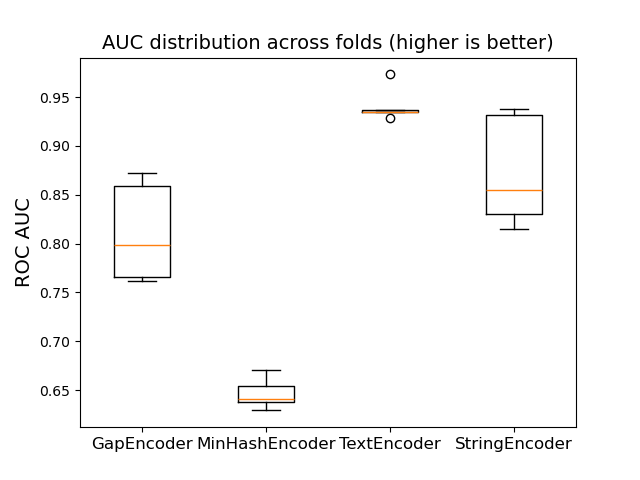 AUC distribution across folds (higher is better)
ROC AUC
0.95
0.90
0.85
0.80
0.75
0.70
0.65
GapEncoder MinHashEncoder TextEncoder StringEncoder